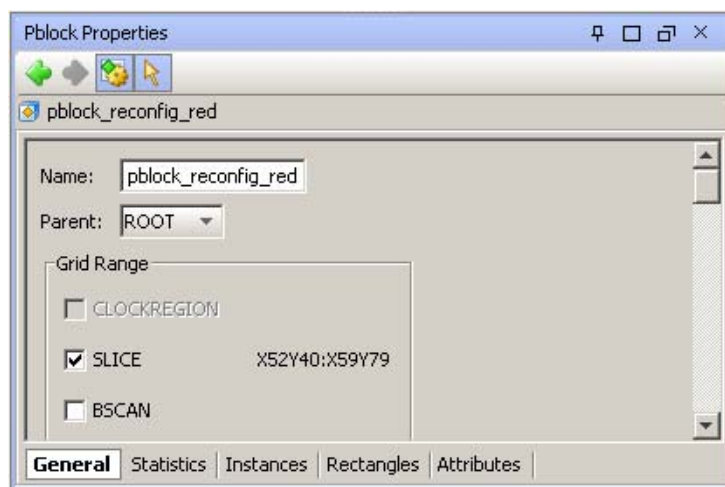 Pblock Properties
pblock_reconfig_red
Name: pblock_reconfig_red
Parent: ROOT
Grid Range
CLOCKREGION
SLICE X52Y40:X59Y79
BSCAN
General Statistics Instances Rectangles Attributes